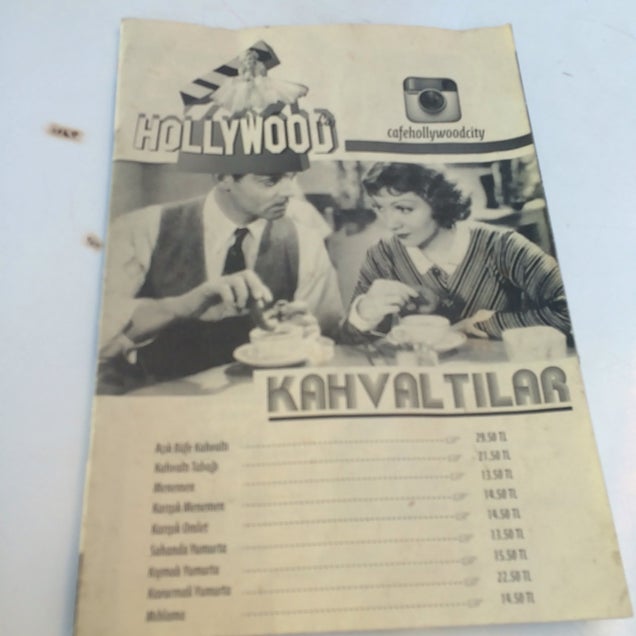 HOLLYWOOD
cafehollywoodcity
KAHVALTILAR
Açık Büfe Kahvaltı 29.50 TL
Kahvaltı Tabağı 21.50 TL
Menemen 13.50 TL
Karışık Menemen 14.50 TL
Karışık Omlet 14.50 TL
Sahanda Yumurta 13.50 TL
Kıymalı Yumurta 15.50 TL
Kavurmalı Yumurta 22.50 TL
Mıhlama 14.50 TL